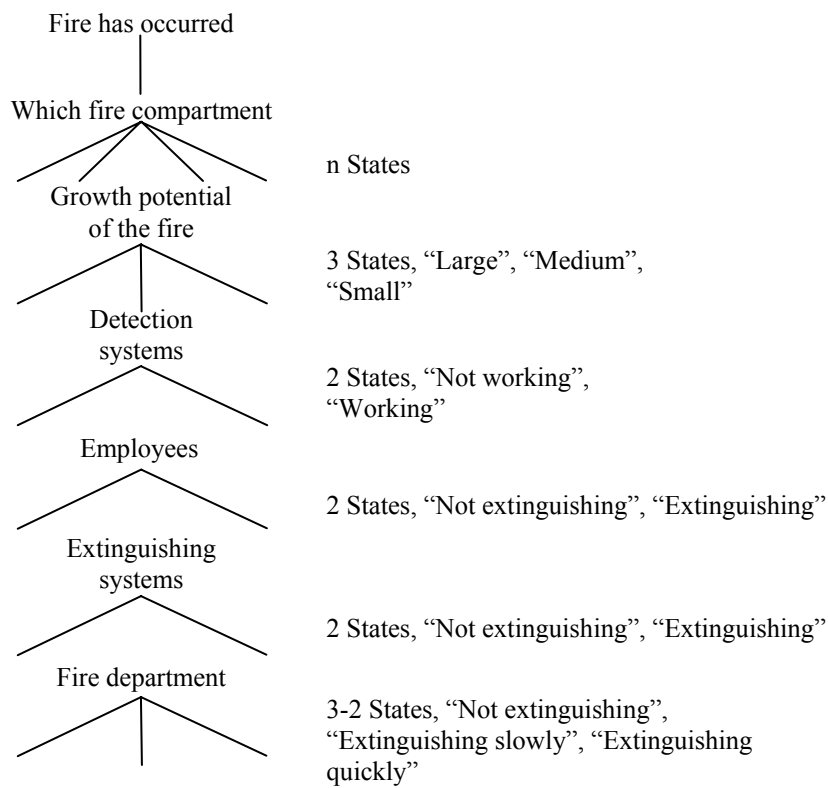 Fire has occurred
Which fire compartment
n States
Growth potential
of the fire
3 States, “Large”, “Medium”,
“Small”
Detection
systems
2 States, “Not working”,
“Working”
Employees
2 States, “Not extinguishing”, “Extinguishing”
Extinguishing
systems
2 States, “Not extinguishing”, “Extinguishing”
Fire department
3-2 States, “Not extinguishing”,
“Extinguishing slowly”, “Extinguishing
quickly”